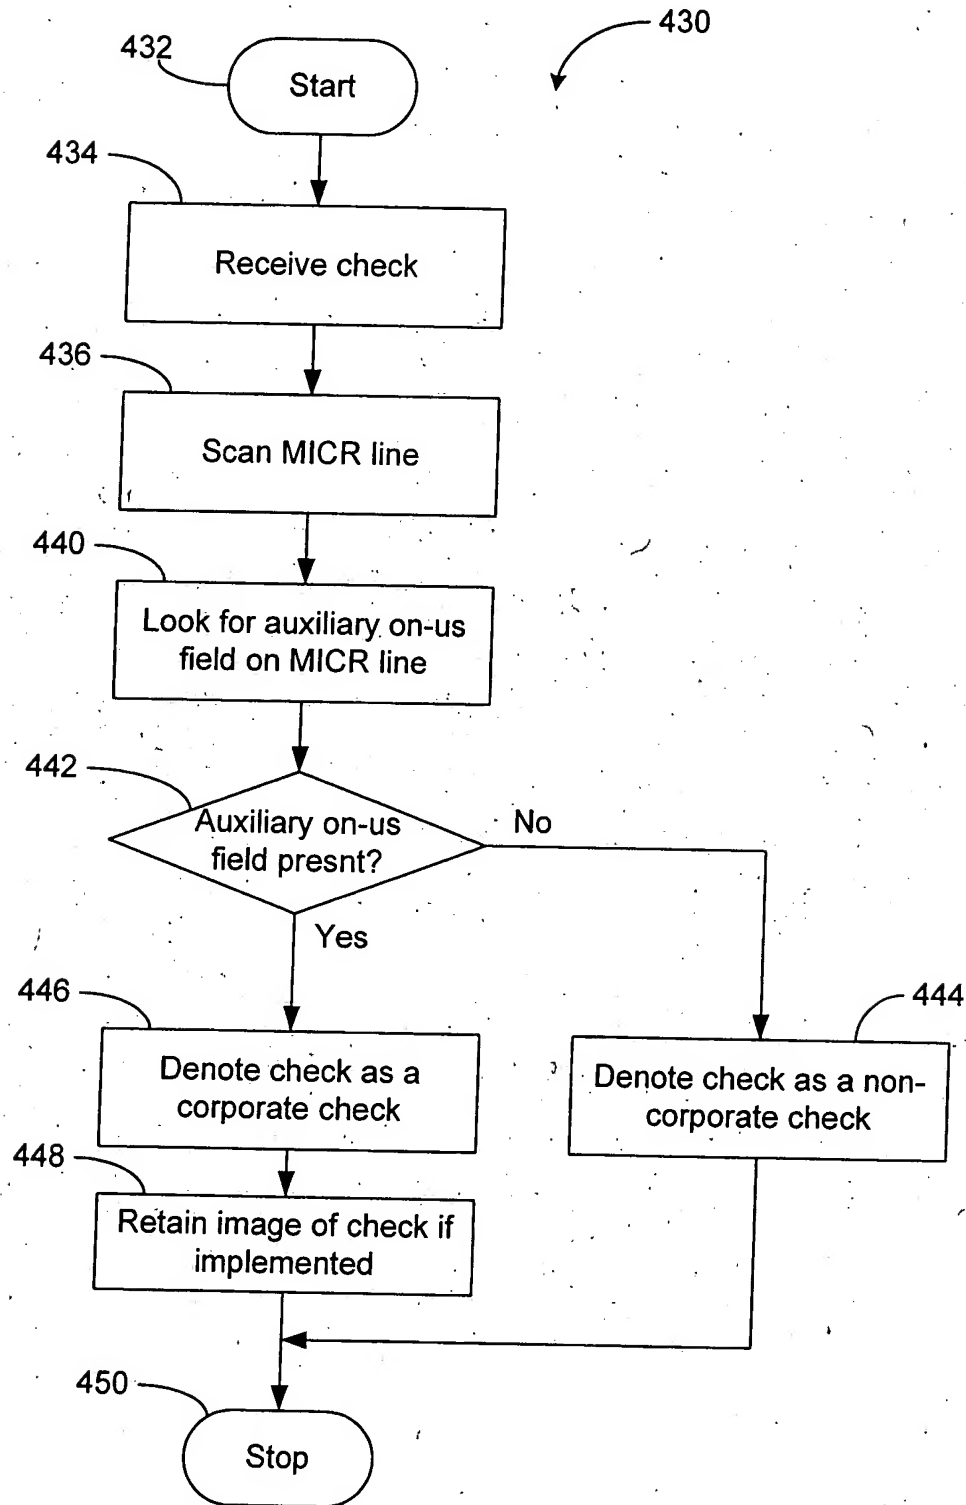 430
432
Start
434
Receive check
436
Scan MICR line
440
Look for auxiliary on-us
field on MICR line
442
Auxiliary on-us
field presnt?
No
Yes
446
Denote check as a
corporate check
444
Denote check as a non-
corporate check
448
Retain image of check if
implemented
450
Stop